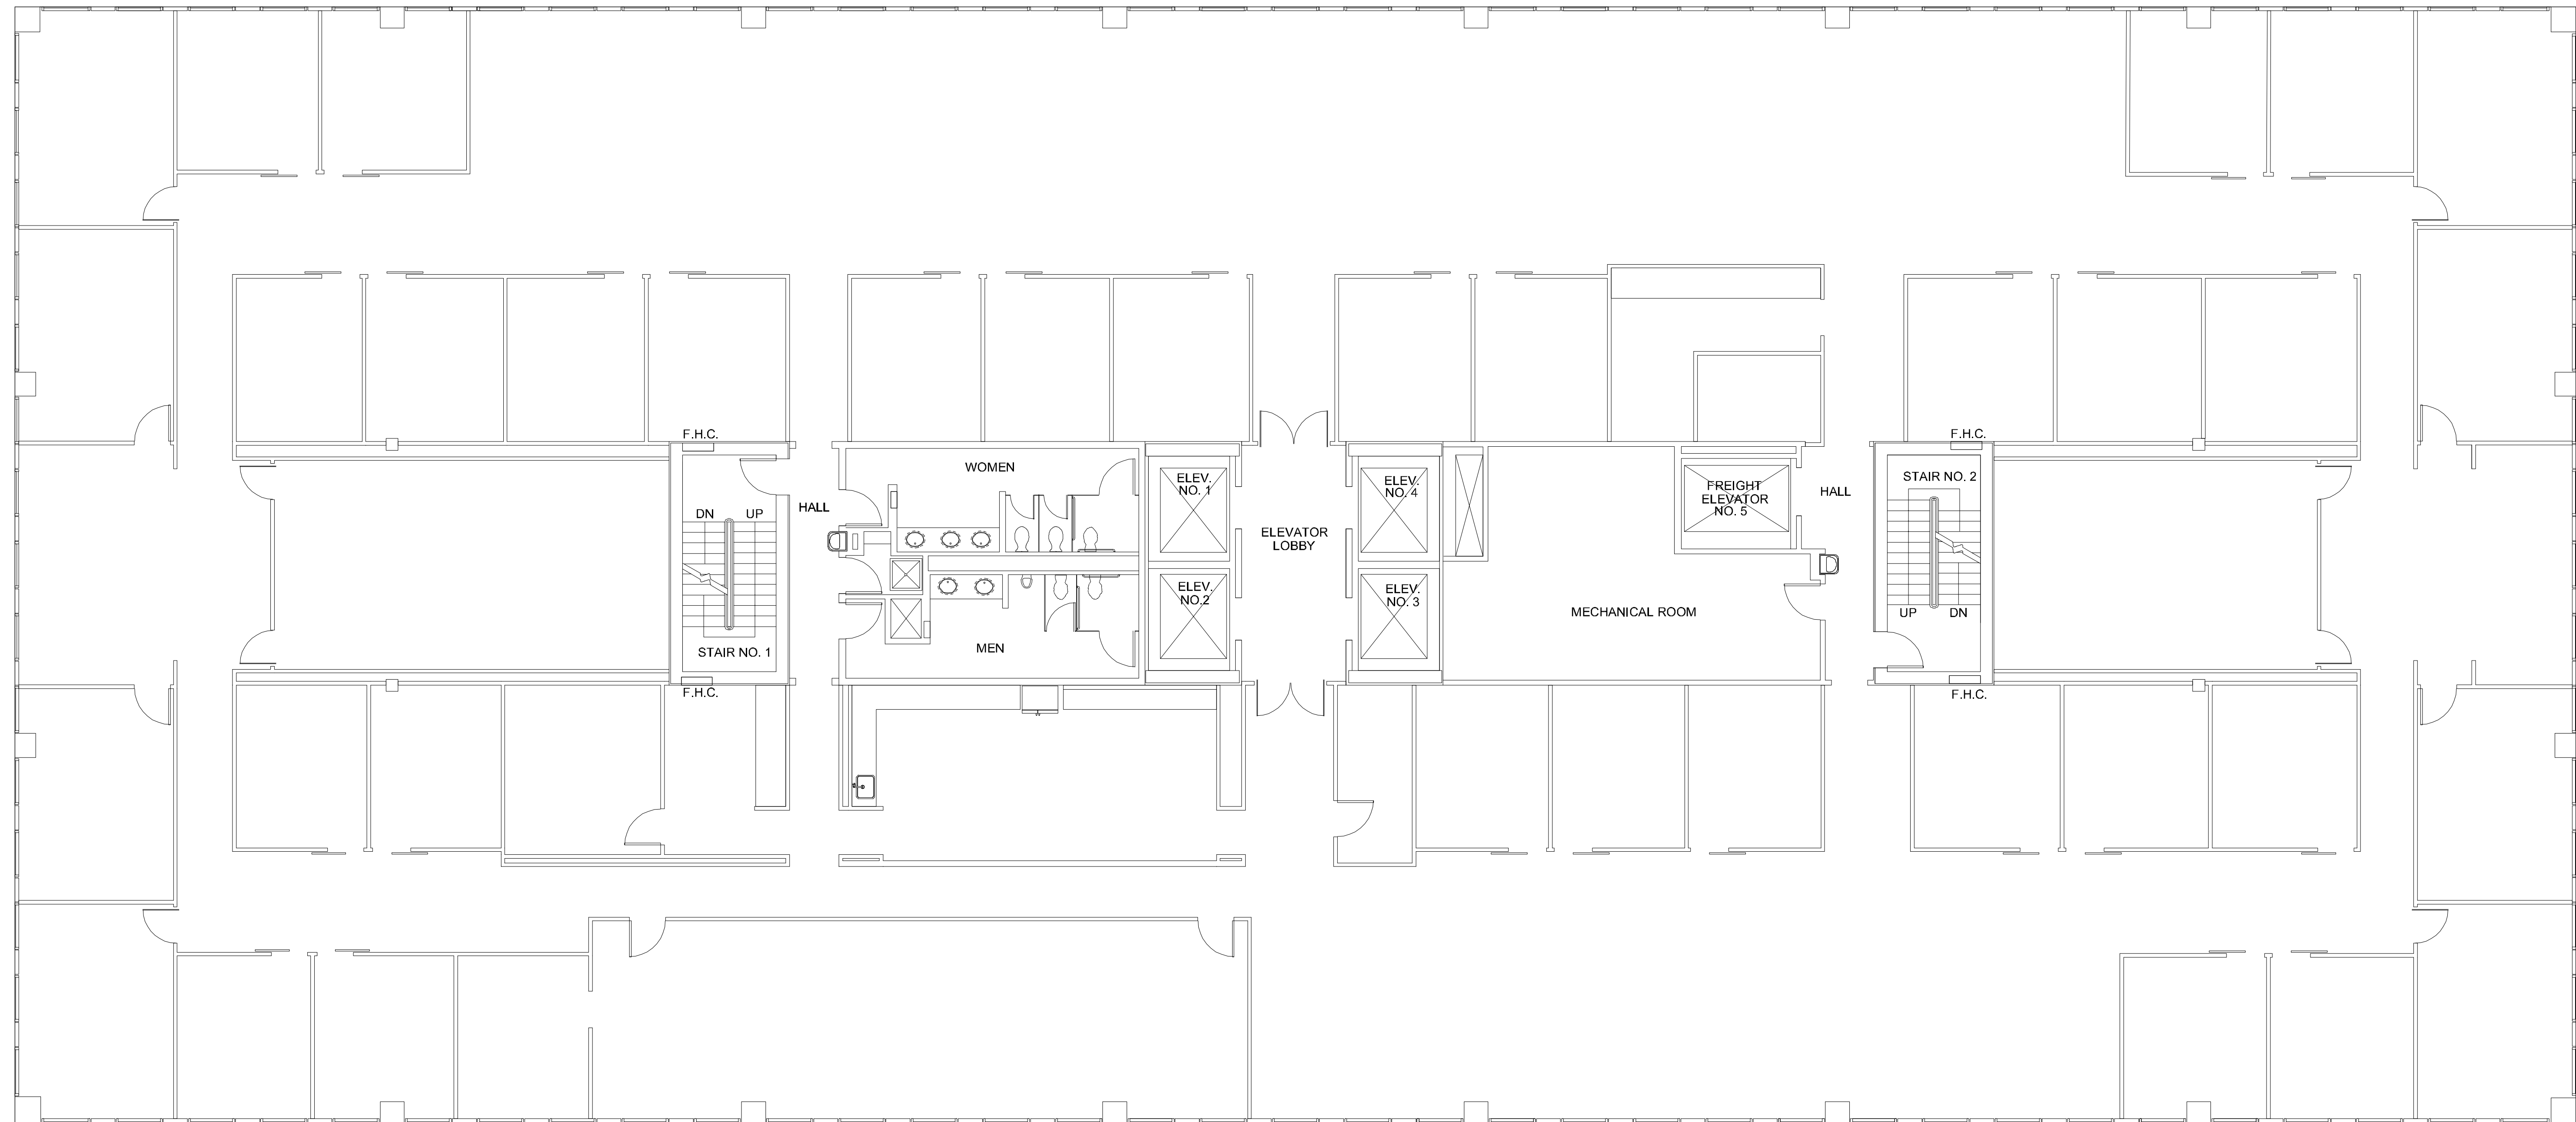 F.H.C.
F.H.C.
WOMEN
ELEV.
NO. 1
ELEV.
NO. 4
FREIGHT
ELEVATOR
NO. 5
HALL
STAIR NO. 2
DN
UP
HALL
ELEVATOR
LOBBY
ELEV.
NO.2
ELEV.
NO. 3
MECHANICAL ROOM
UP
DN
STAIR NO. 1
MEN
F.H.C.
F.H.C.